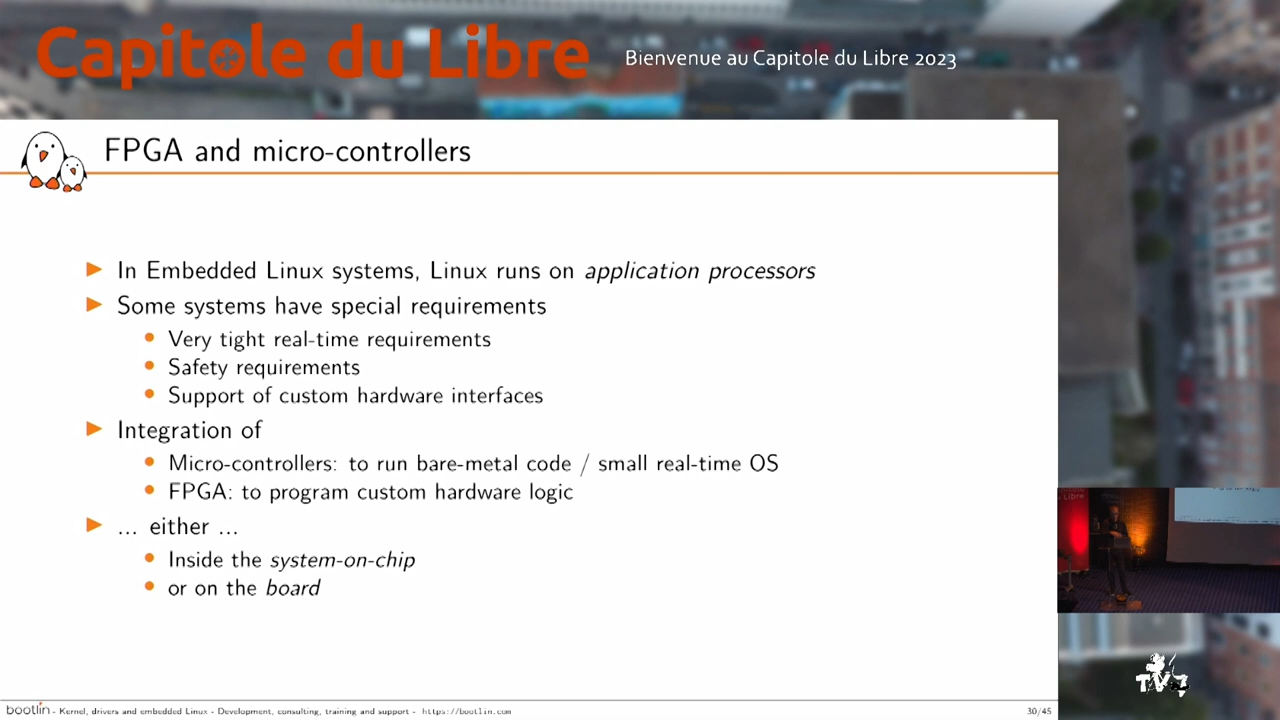 Capitole du Libre
Bienvenue au Capitole du Libre 2023
FPGA and micro-controllers
In Embedded Linux systems, Linux runs on application processors
Some systems have special requirements
Very tight real-time requirements
Safety requirements
Support of custom hardware interfaces
Integration of
Micro-controllers: to run bare-metal code / small real-time OS
FPGA: to program custom hardware logic
... either ...
Inside the system-on-chip
or on the board
bootlin - Kernel, drivers and embedded Linux - Development, consulting, training and support - https://bootlin.com
30/45